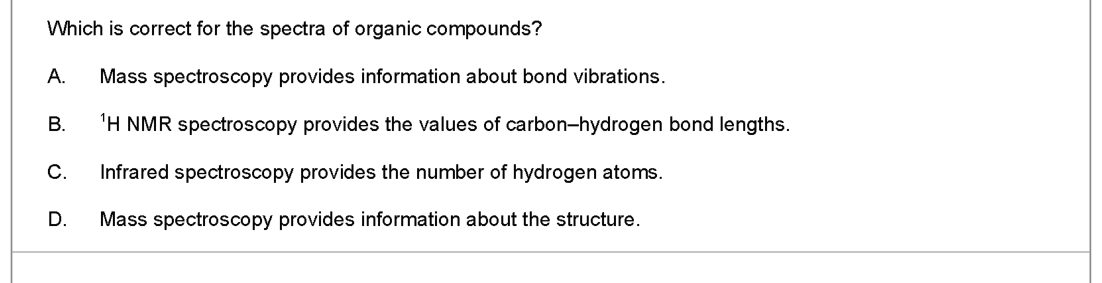 Which is correct for the spectra of organic compounds?
A. Mass spectroscopy provides information about bond vibrations.
B. ¹H NMR spectroscopy provides the values of carbon–hydrogen bond lengths.
C. Infrared spectroscopy provides the number of hydrogen atoms.
D. Mass spectroscopy provides information about the structure.